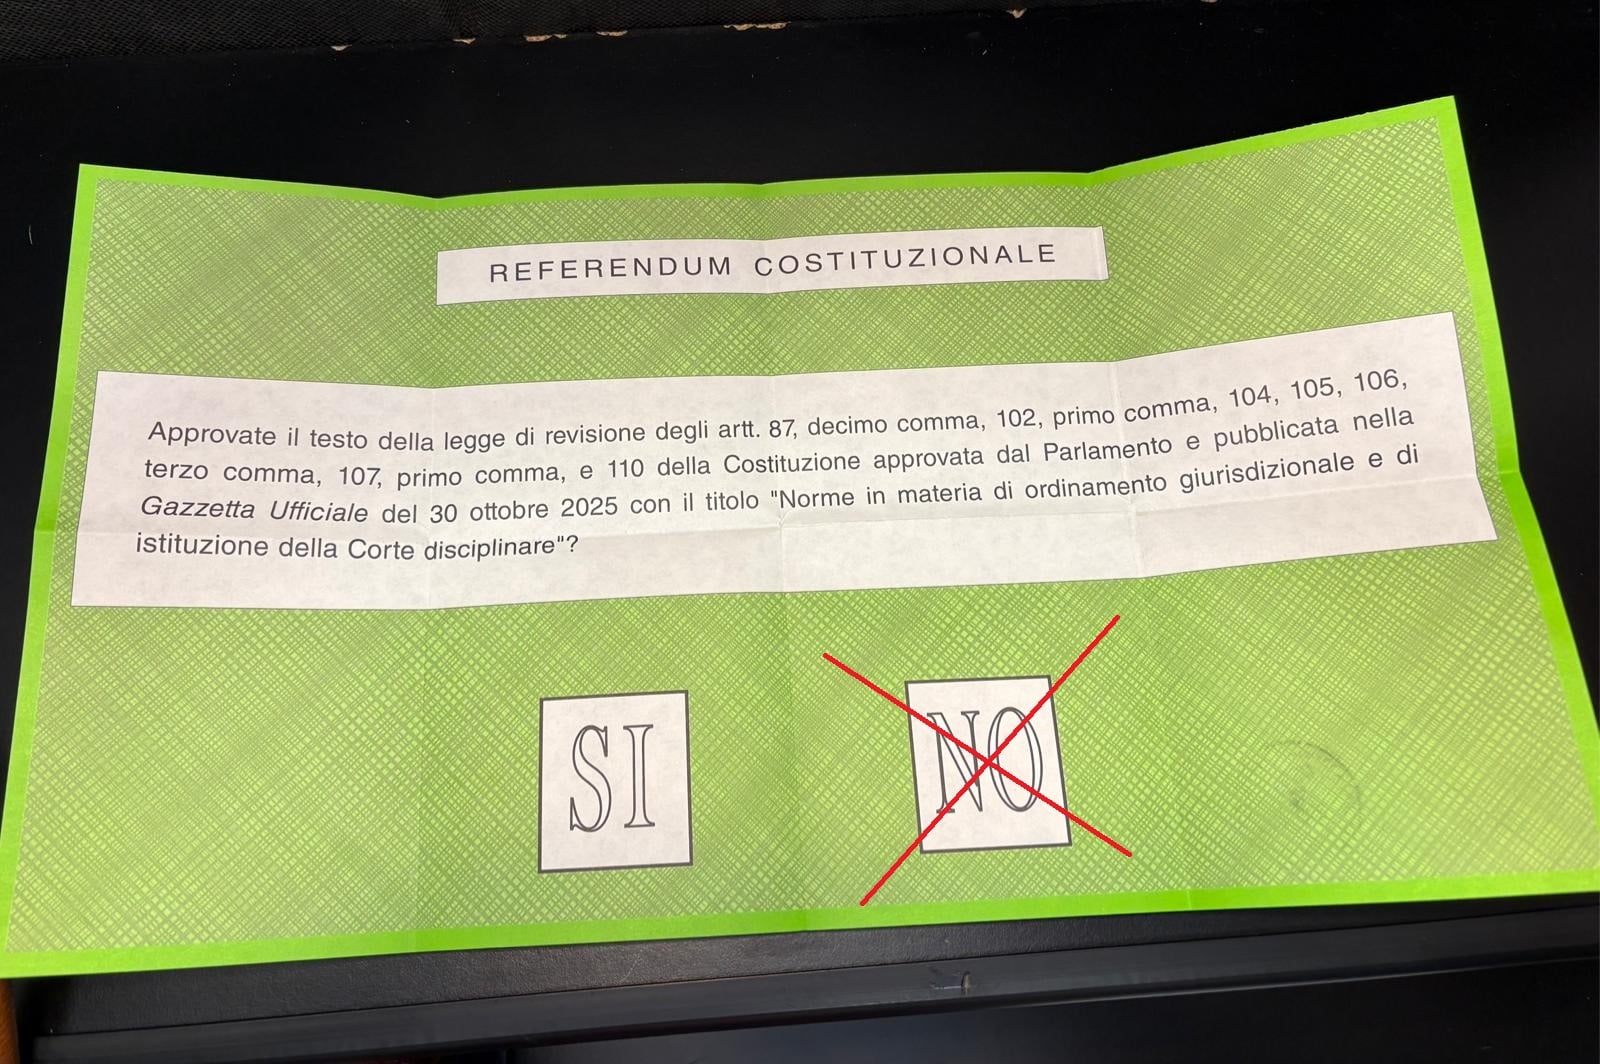 REFERENDUM COSTITUZIONALE
Approvate il testo della legge di revisione degli artt. 87, decimo comma, 102, primo comma, 104, 105, 106,
terzo comma, 107, primo comma, e 110 della Costituzione approvata dal Parlamento e pubblicata nella
Gazzetta Ufficiale del 30 ottobre 2025 con il titolo "Norme in materia di ordinamento giurisdizionale e di
istituzione della Corte disciplinare"?
SI
NO